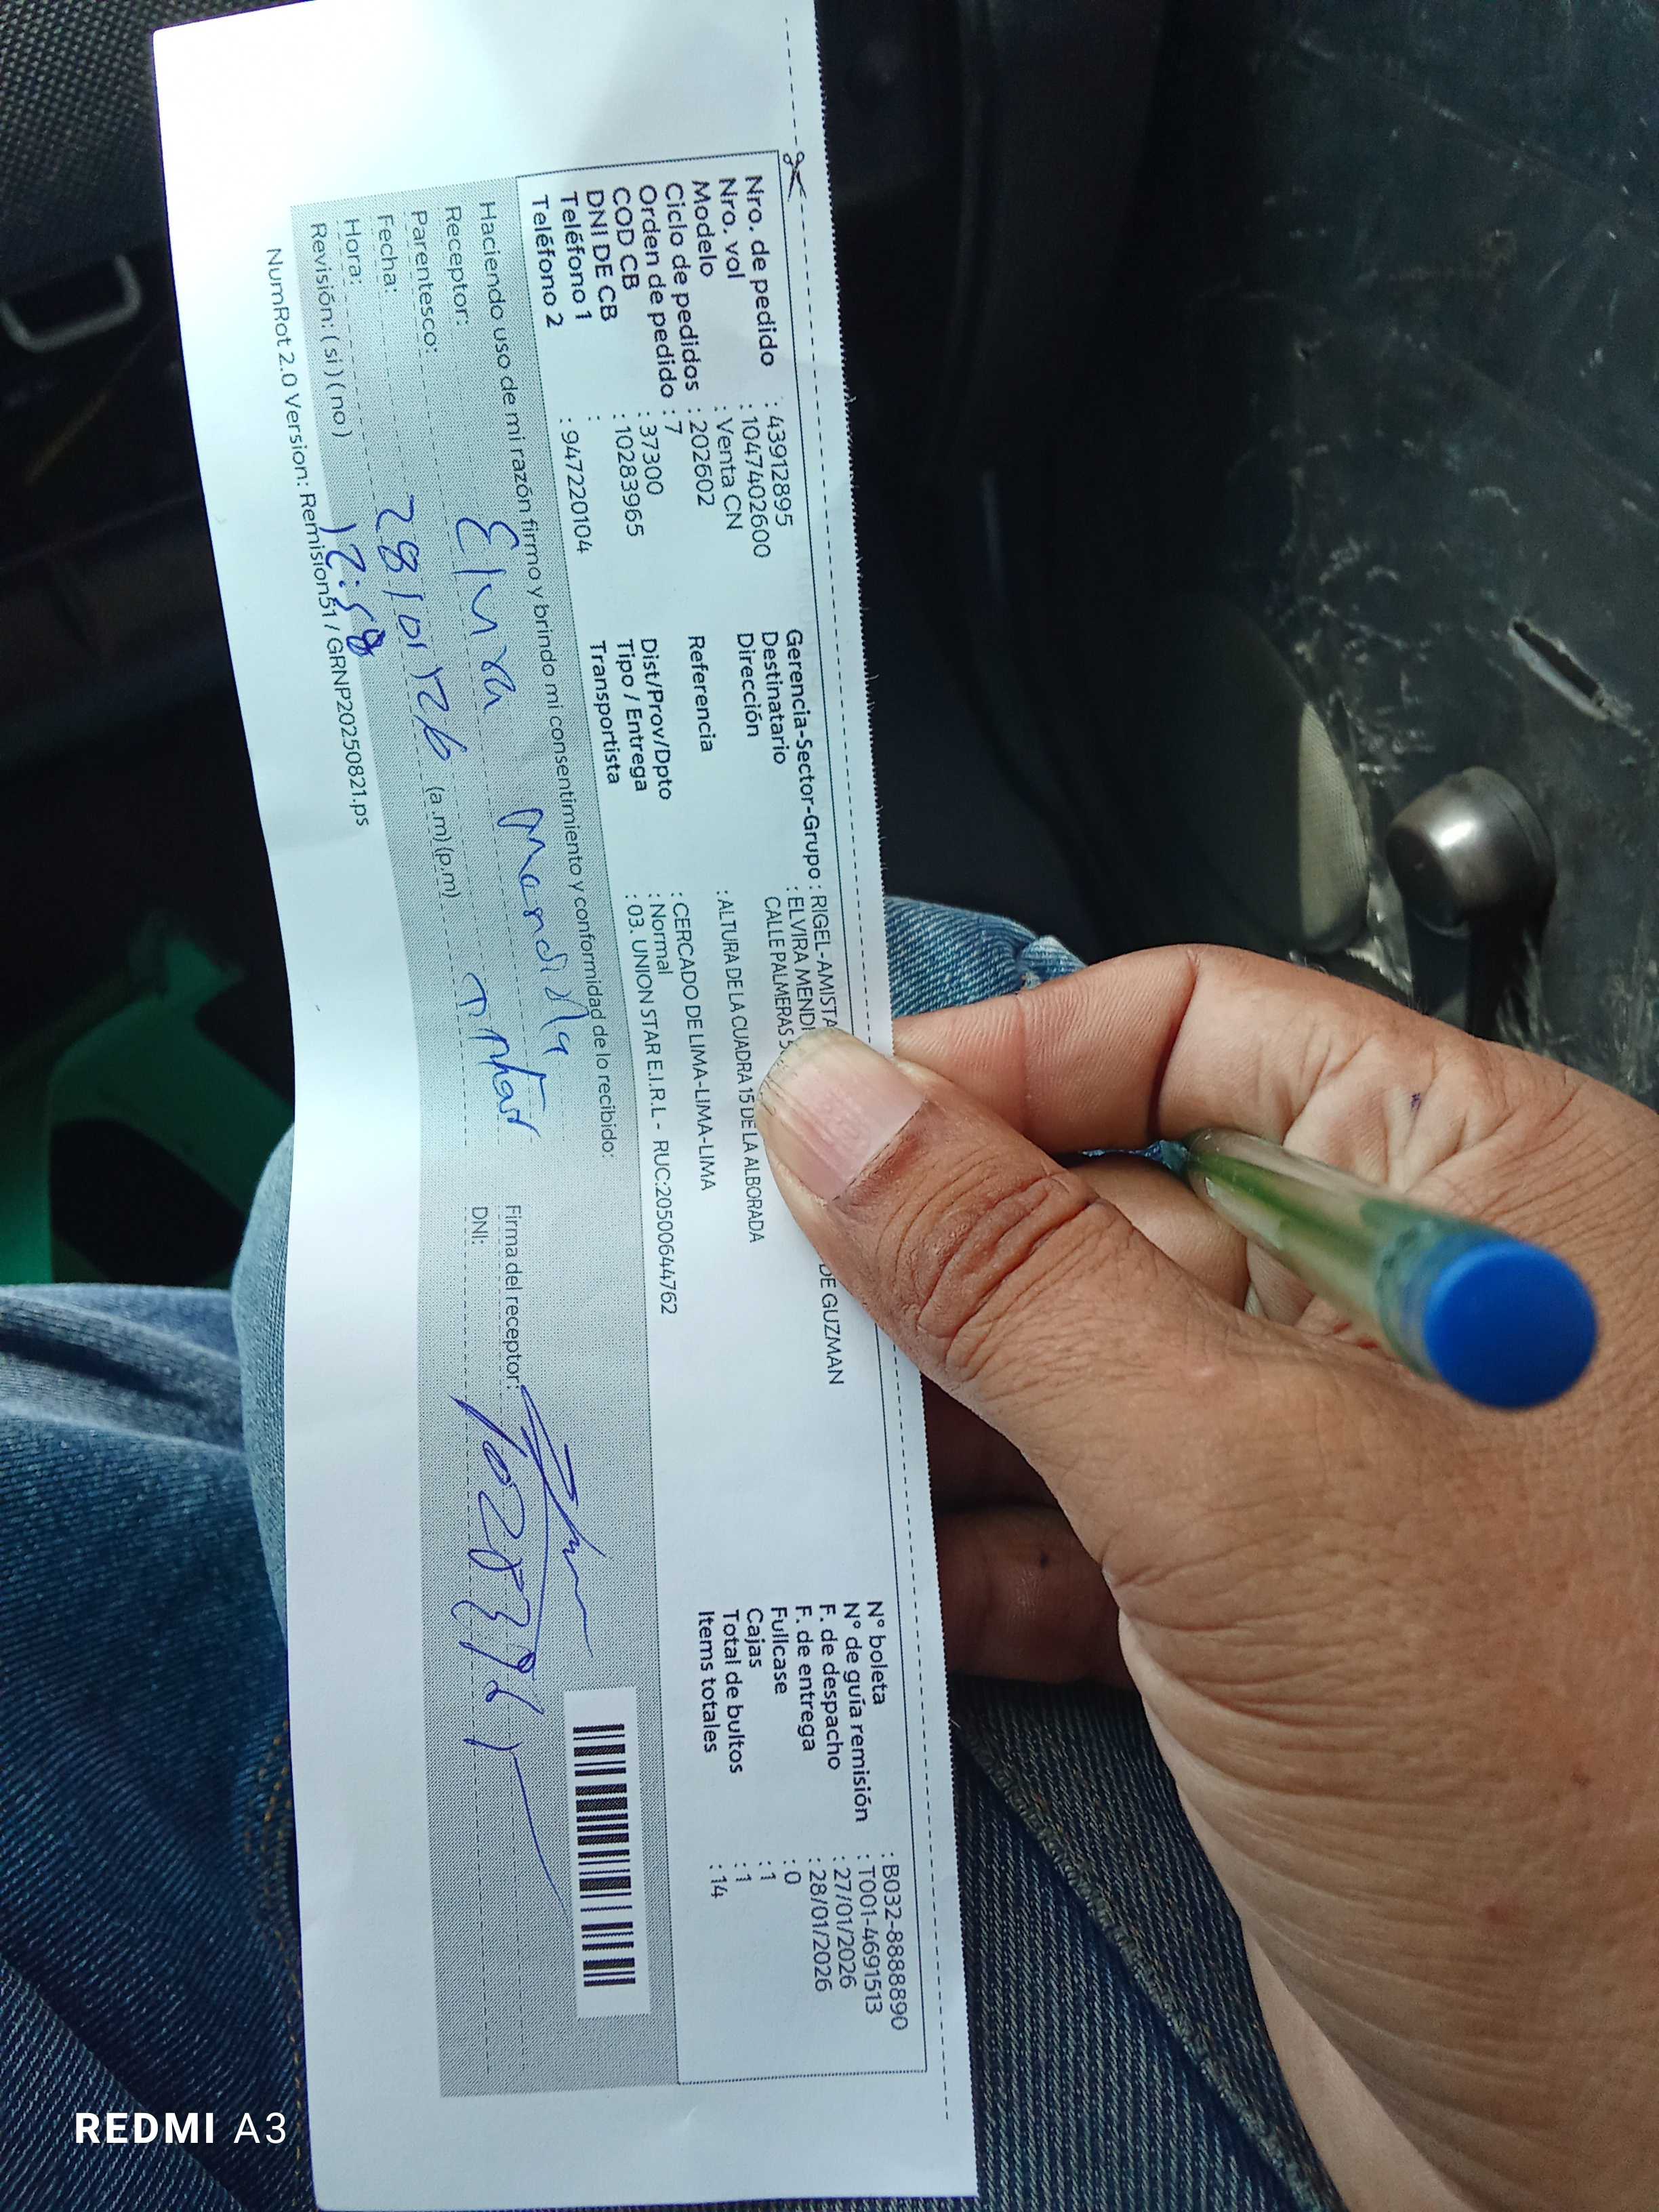 Nro. de pedido : 43912895
Nro. vol : 1047402600
Modelo : Venta CN
Ciclo de pedidos : 202602
Orden de pedido : 7
COD CB : 37300
DNI DE CB : 10283965
Teléfono 1 :
Teléfono 2 : 947220104
Gerencia-Sector-Grupo : RIGEL-AMISTA DE GUZMAN
Destinatario : ELVIRA MENDI
Dirección CALLE PALMERAS
Referencia : ALTURA DE LA CUADRA 15 DE LA ALBORADA
Dist/Prov/Dpto : CERCADO DE LIMA-LIMA-LIMA
Tipo / Entrega : Normal
Transportista : 03. UNION STAR E.I.R.L - RUC:20500644762
N° boleta : B032-8888890
N° de guía remisión : T001-4691513
F. de despacho : 27/01/2026
F. de entrega : 28/01/2026
Fullcase : 0
Cajas : 1
Total de bultos : 1
Items totales : 14
Haciendo uso de mi razón firmo y brindo mi consentimiento y conformidad de lo recibido:
Receptor: Elvira
Parentesco: Titular
Fecha: 28/01/26
Hora: 12:58 (a.m) (p.m)
Revisión: ( si ) ( no )
Firma del receptor:
DNI:
NumRot 2.0 Version: Remision51 / GRNP20250821.ps
REDMI A3